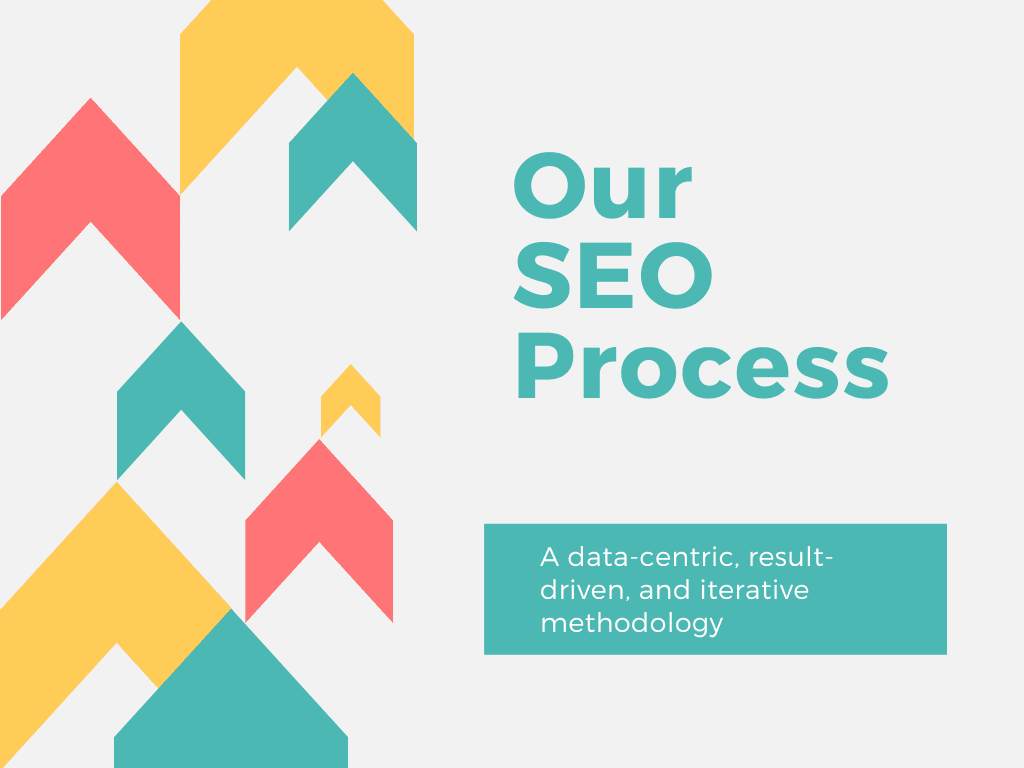 Our
SEO
Process
A data-centric, result-
driven, and iterative
methodology